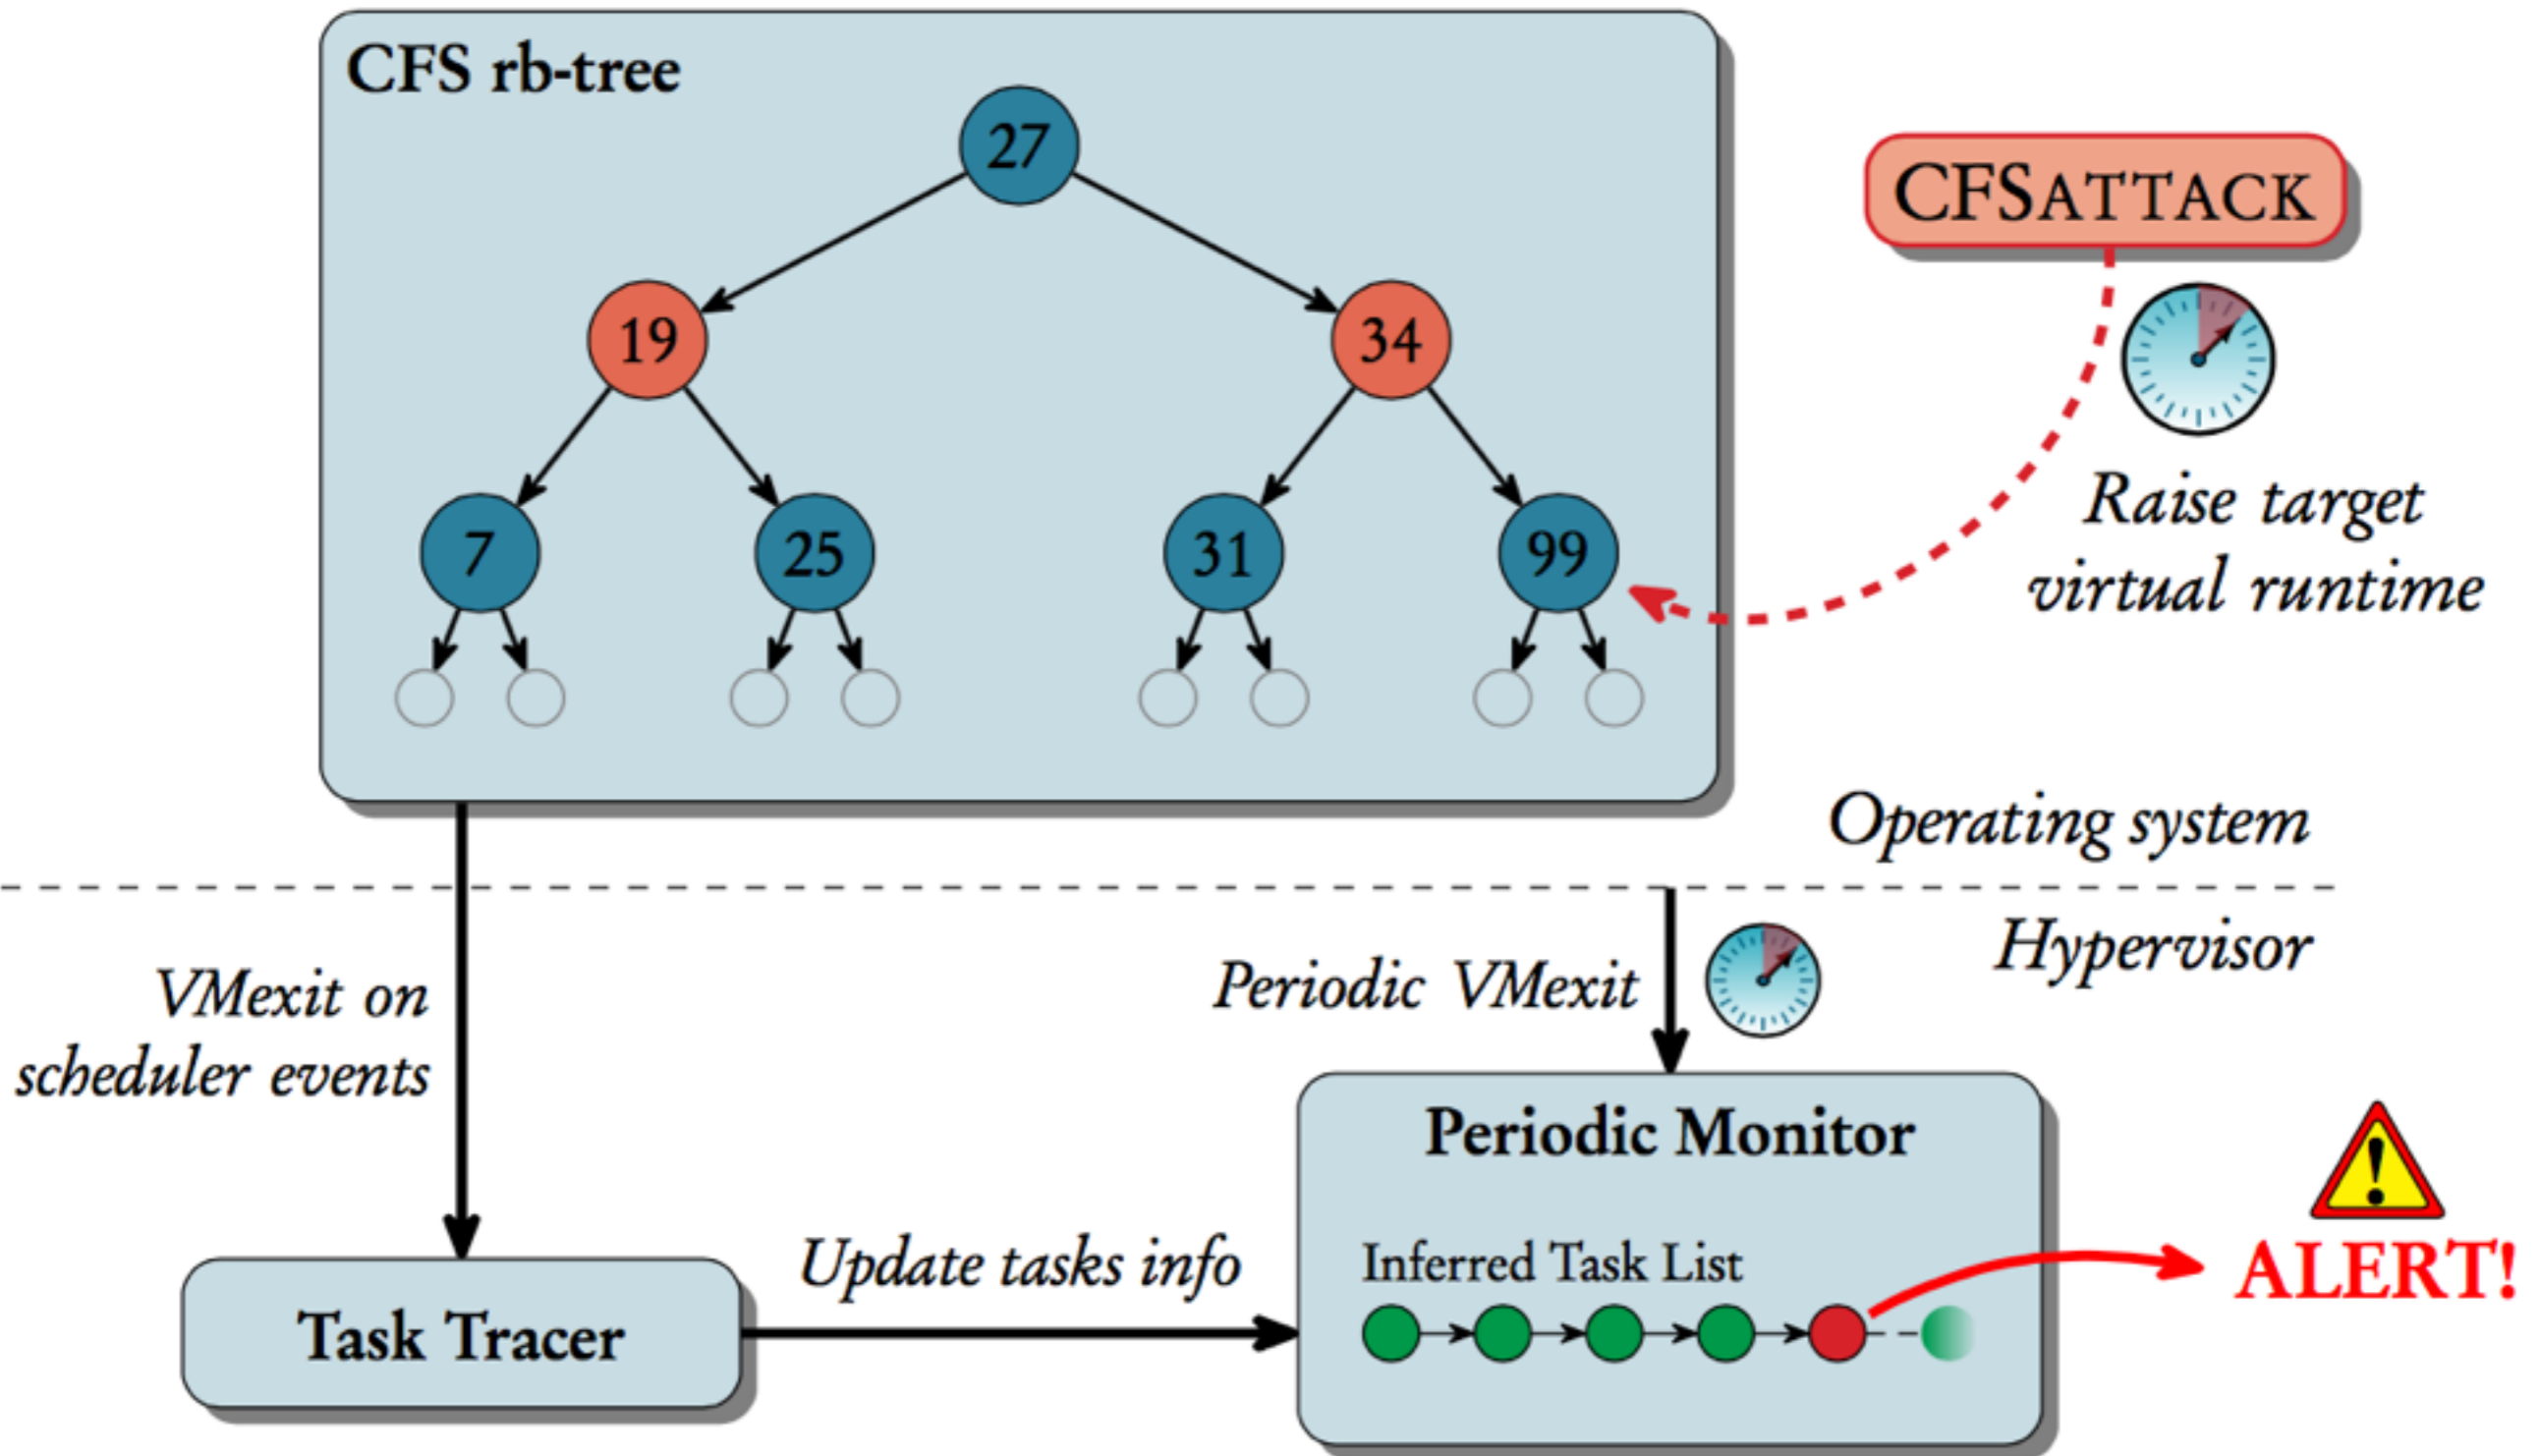 CFS rb-tree
27
CFSATTACK
19
34
Raise target
virtual runtime
7
25
31
99
Operating system
Hypervisor
VMexit on
scheduler events
Periodic VMexit
Periodic Monitor
Task Tracer
Update tasks info
Inferred Task List
!
ALERT!